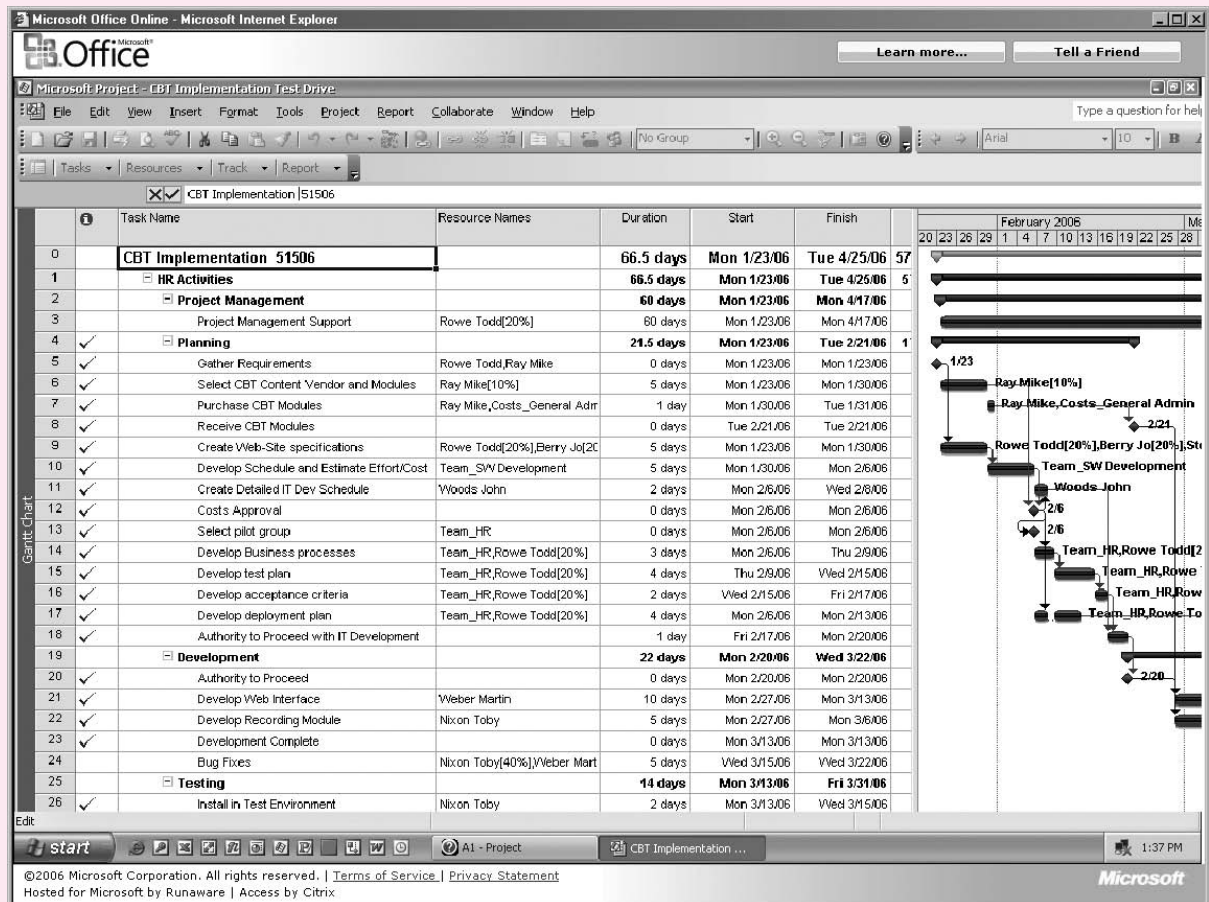 Microsoft Office Online - Microsoft Internet Explorer
Microsoft®
Office
Learn more...
Tell a Friend
Microsoft Project - CBT Implementation Test Drive
File Edit View Insert Format Tools Project Report Collaborate Window Help
Type a question for help
No Group Arial 10 B
Tasks Resources Track Report
CBT Implementation 51506
Task Name Resource Names Duration Start Finish
February 2006
20 23 26 29 1 4 7 10 13 16 19 22 25 28
0 CBT Implementation 51506 66.5 days Mon 1/23/06 Tue 4/25/06 57
1 HR Activities 66.5 days Mon 1/23/06 Tue 4/25/06 5
2 Project Management 60 days Mon 1/23/06 Mon 4/17/06
3 Project Management Support Rowe Todd[20%] 60 days Mon 1/23/06 Mon 4/17/06
4 Planning 21.5 days Mon 1/23/06 Tue 2/21/06 1
5 Gather Requirements Rowe Todd,Ray Mike 0 days Mon 1/23/06 Mon 1/23/06 1/23
6 Select CBT Content Vendor and Modules Ray Mike[10%] 5 days Mon 1/23/06 Mon 1/30/06 Ray Mike[10%]
7 Purchase CBT Modules Ray Mike,Costs_General Adm 1 day Mon 1/30/06 Tue 1/31/06 Ray Mike,Costs_General Admin
8 Receive CBT Modules 0 days Tue 2/21/06 Tue 2/21/06 2/21
9 Create Web-Site specifications Rowe Todd[20%],Berry Jo[20 5 days Mon 1/23/06 Mon 1/30/06 Rowe Todd[20%],Berry Jo[20%],Ste
10 Develop Schedule and Estimate Effort/Cost Team_SW Development 5 days Mon 1/30/06 Mon 2/6/06 Team_SW Development
11 Create Detailed IT Dev Schedule Woods John 2 days Mon 2/6/06 Wed 2/8/06 Woods John
12 Costs Approval 0 days Mon 2/6/06 Mon 2/6/06 2/6
13 Select pilot group Team_HR 0 days Mon 2/6/06 Mon 2/6/06 2/6
14 Develop Business processes Team_HR,Rowe Todd[20%] 3 days Mon 2/6/06 Thu 2/9/06 Team_HR,Rowe Todd[2
15 Develop test plan Team_HR,Rowe Todd[20%] 4 days Thu 2/9/06 Wed 2/15/06 Team_HR,Rowe
16 Develop acceptance criteria Team_HR,Rowe Todd[20%] 2 days Wed 2/15/06 Fri 2/17/06 Team_HR,Row
17 Develop deployment plan Team_HR,Rowe Todd[20%] 4 days Mon 2/6/06 Mon 2/13/06 Team_HR,Rowe To
18 Authority to Proceed with IT Development 1 day Fri 2/17/06 Mon 2/20/06
19 Development 22 days Mon 2/20/06 Wed 3/22/06
20 Authority to Proceed 0 days Mon 2/20/06 Mon 2/20/06 2/20
21 Develop Web Interface Weber Martin 10 days Mon 2/27/06 Mon 3/13/06
22 Develop Recording Module Nixon Toby 5 days Mon 2/27/06 Mon 3/6/06
23 Development Complete 0 days Mon 3/13/06 Mon 3/13/06
24 Bug Fixes Nixon Toby[40%],Weber Mart 5 days Wed 3/15/06 Wed 3/22/06
25 Testing 14 days Mon 3/13/06 Fri 3/31/06
26 Install in Test Environment Nixon Toby 2 days Mon 3/13/06 Wed 3/15/06
Gantt Chart
Edit
start A1 - Project CBT Implementation ... 1:37 PM
©2006 Microsoft Corporation. All rights reserved. | Terms of Service | Privacy Statement
Hosted for Microsoft by Runaware | Access by Citrix
Microsoft